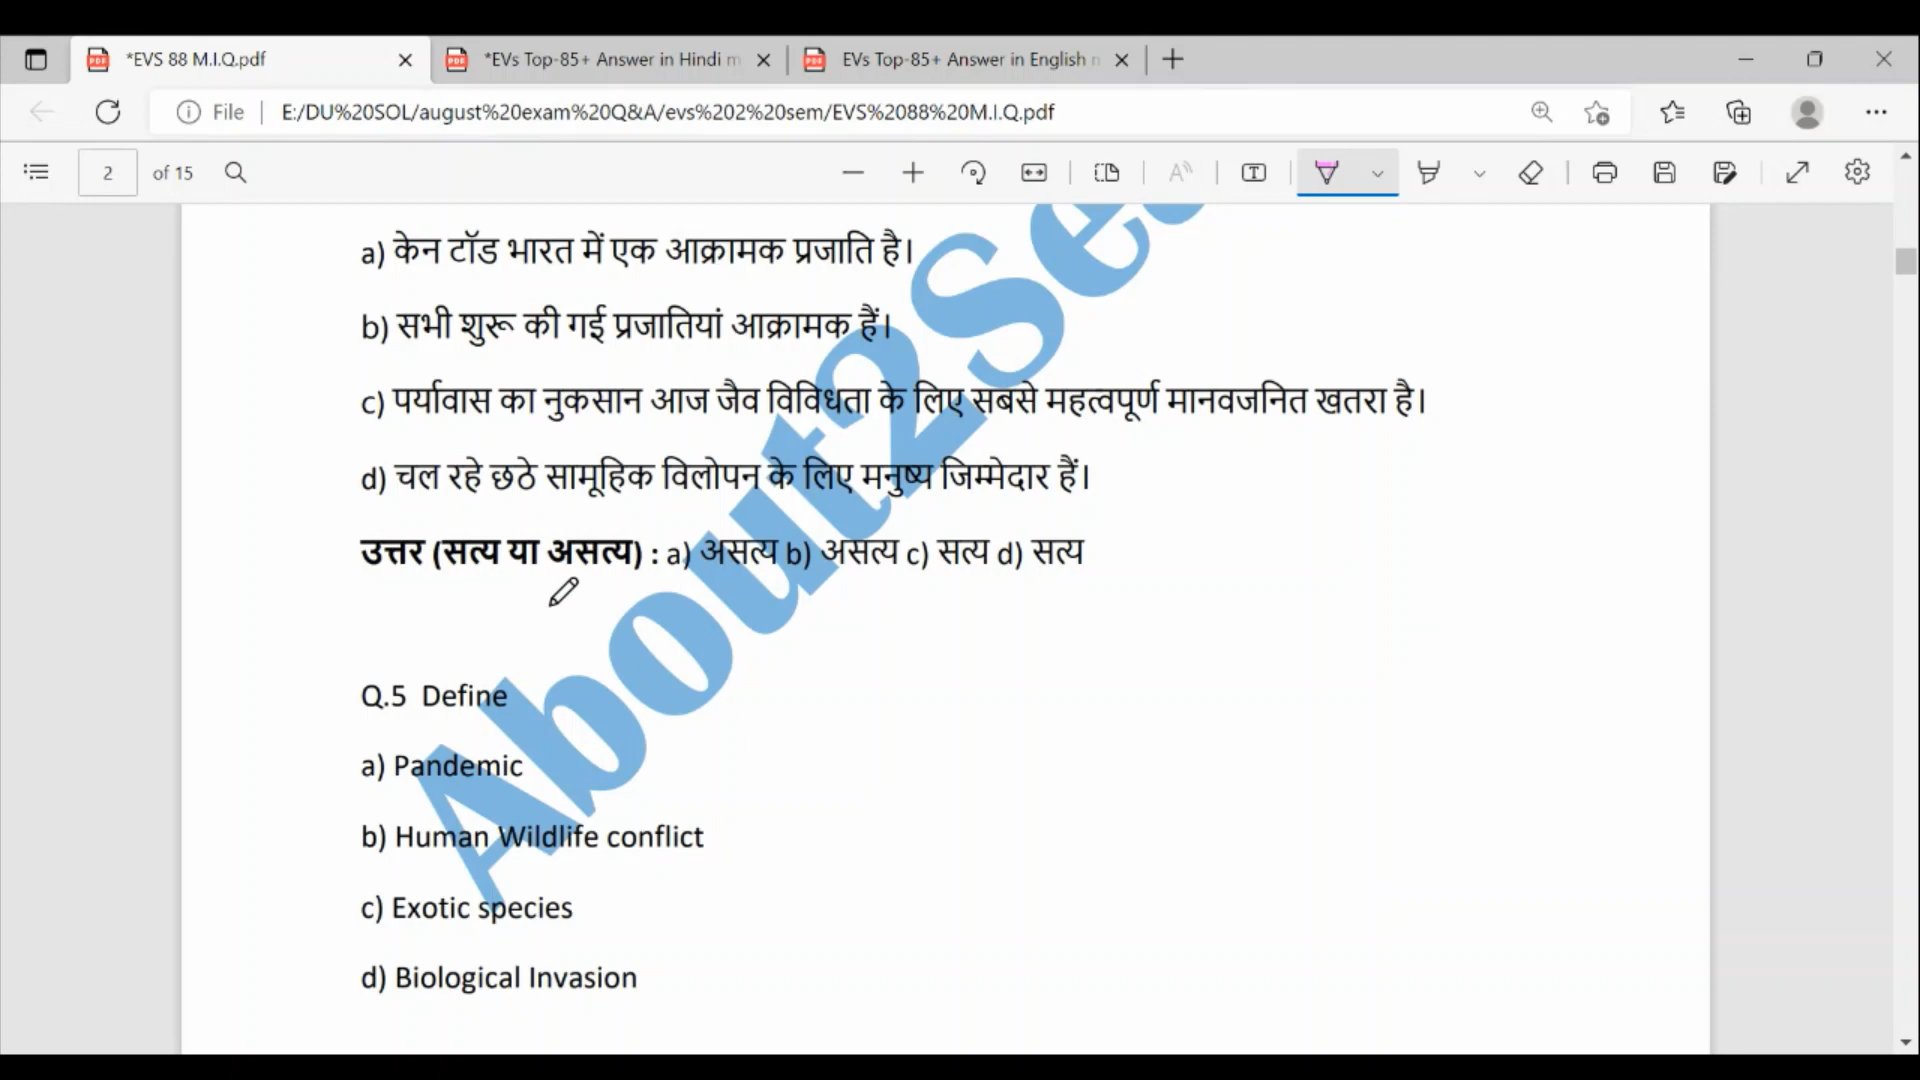 *EVS 88 M.I.Q.pdf
*EVs Top-85+ Answer in Hindi m
EVs Top-85+ Answer in English n
File
E:/DU%20SOL/august%20exam%20Q&A/evs%202%20sem/EVS%2088%20M.I.Q.pdf
2 of 15
a) केन टॉड भारत में एक आक्रामक प्रजाति है।
b) सभी शुरू की गई प्रजातियां आक्रामक हैं।
c) पर्यावास का नुकसान आज जैव विविधता के लिए सबसे महत्वपूर्ण मानवजनित खतरा है।
d) चल रहे छठे सामूहिक विलोपन के लिए मनुष्य जिम्मेदार हैं।
उत्तर (सत्य या असत्य) : a) असत्य b) असत्य c) सत्य d) सत्य
Q.5 Define
a) Pandemic
b) Human Wildlife conflict
c) Exotic species
d) Biological Invasion
About2Se